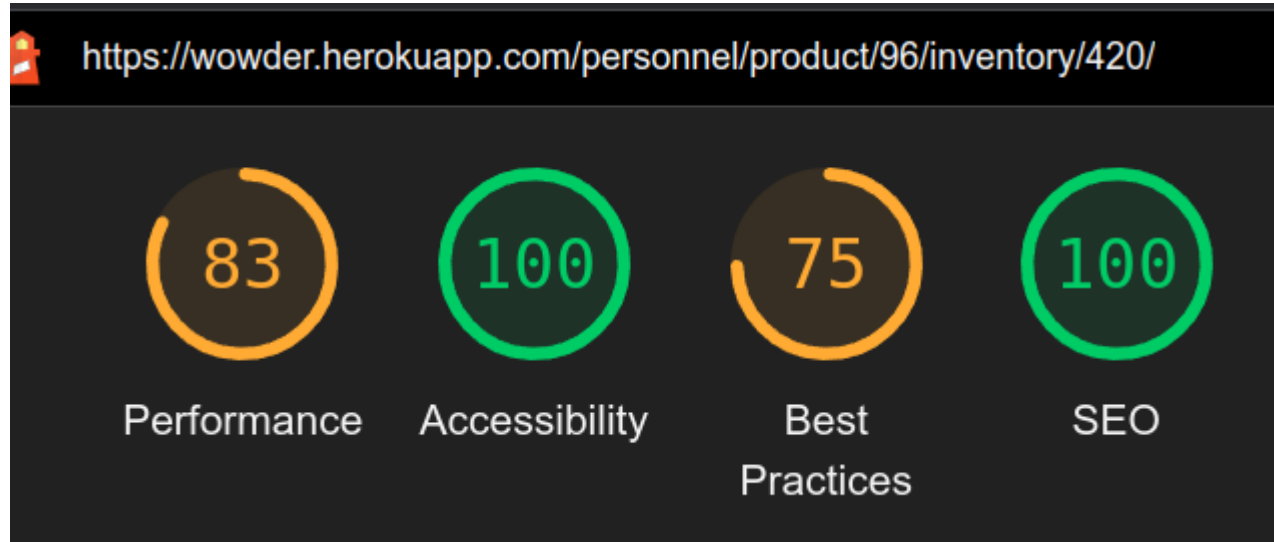 https://wowder.herokuapp.com/personnel/product/96/inventory/420/
83
100
75
100
Performance
Accessibility
Best
Practices
SEO